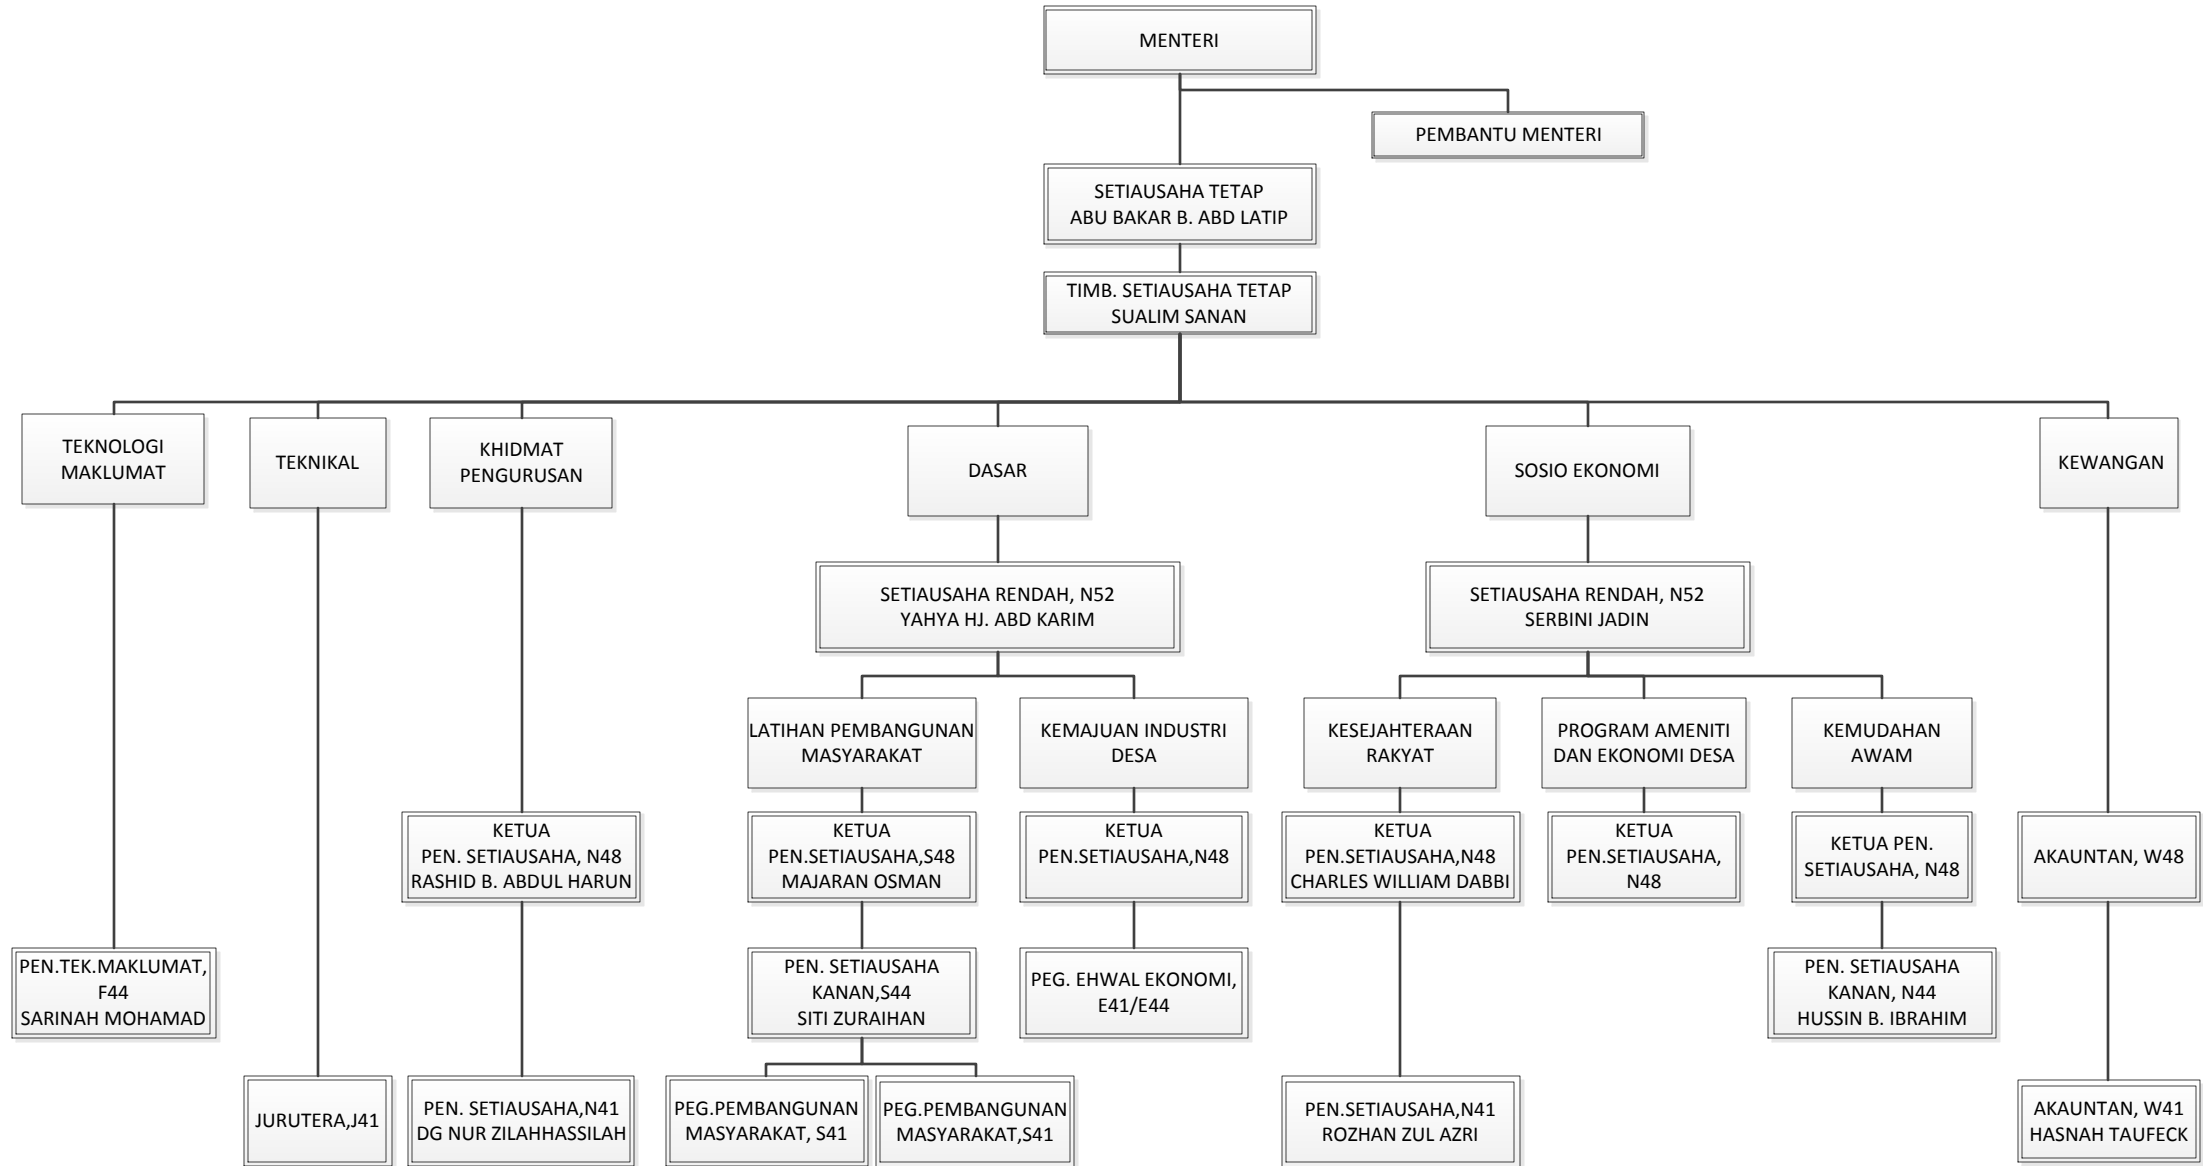 MENTERI
PEMBANTU MENTERI
SETIAUSAHA TETAP
ABU BAKAR B. ABD LATIP
TIMB. SETIAUSAHA TETAP
SUALIM SANAN
TEKNOLOGI
MAKLUMAT
TEKNIKAL
KHIDMAT
PENGURUSAN
DASAR
SOSIO EKONOMI
KEWANGAN
SETIAUSAHA RENDAH, N52
YAHYA HJ. ABD KARIM
SETIAUSAHA RENDAH, N52
SERBINI JADIN
LATIHAN PEMBANGUNAN
MASYARAKAT
KEMAJUAN INDUSTRI
DESA
KESEJAHTERAAN
RAKYAT
PROGRAM AMENITI
DAN EKONOMI DESA
KEMUDAHAN
AWAM
KETUA
PEN. SETIAUSAHA, N48
RASHID B. ABDUL HARUN
KETUA
PEN.SETIAUSAHA,S48
MAJARAN OSMAN
KETUA
PEN.SETIAUSAHA,N48
KETUA
PEN.SETIAUSAHA,N48
CHARLES WILLIAM DABBI
KETUA
PEN.SETIAUSAHA,
N48
KETUA PEN.
SETIAUSAHA, N48
AKAUNTAN, W48
PEN.TEK.MAKLUMAT,
F44
SARINAH MOHAMAD
PEN. SETIAUSAHA
KANAN,S44
SITI ZURAIHAN
PEG. EHWAL EKONOMI,
E41/E44
PEN. SETIAUSAHA
KANAN, N44
HUSSIN B. IBRAHIM
JURUTERA,J41
PEN. SETIAUSAHA,N41
DG NUR ZILAHHASSILAH
PEG.PEMBANGUNAN
MASYARAKAT, S41
PEG.PEMBANGUNAN
MASYARAKAT,S41
PEN.SETIAUSAHA,N41
ROZHAN ZUL AZRI
AKAUNTAN, W41
HASNAH TAUFECK